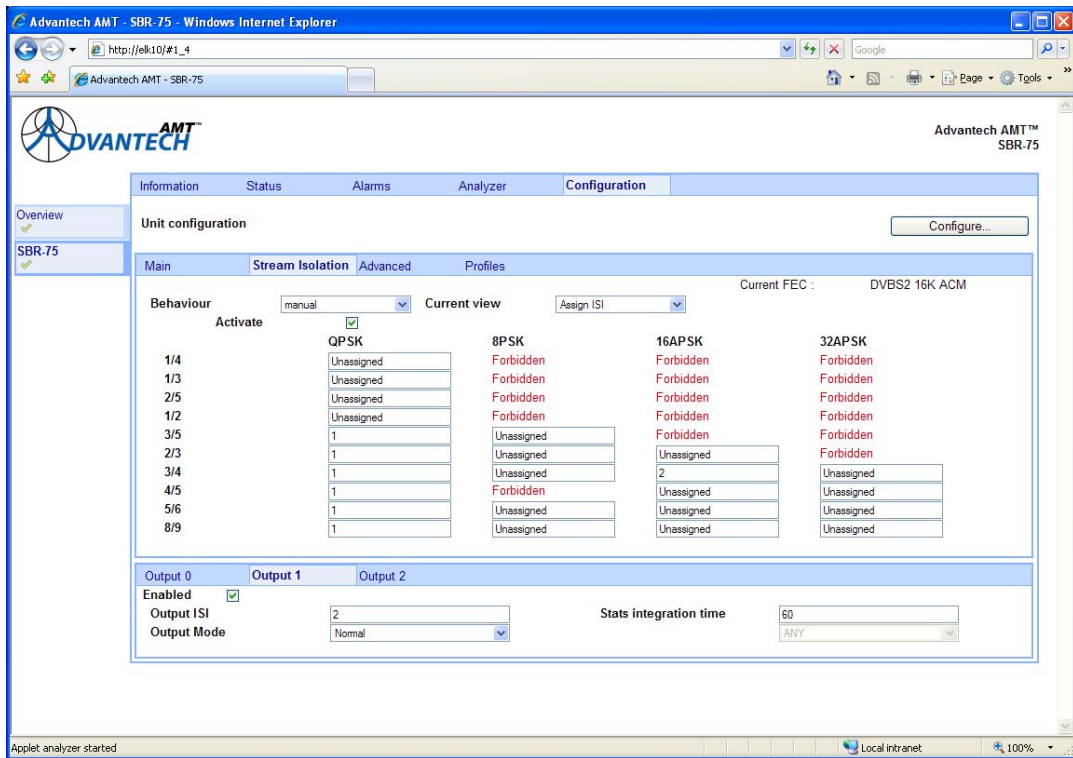 Advantech AMT - SBR-75 - Windows Internet Explorer
http://elk10/#1_4
Google
Advantech AMT - SBR-75
Page Tools
ADVANTECH AMT™
Advantech AMT™
SBR-75
Information Status Alarms Analyzer Configuration
Overview
SBR-75
Unit configuration
Configure...
Main Stream Isolation Advanced Profiles
Current FEC : DVBS2 16K ACM
Behaviour manual Current view Assign ISI
Activate
QPSK 8PSK 16APSK 32APSK
1/4 Unassigned Forbidden Forbidden Forbidden
1/3 Unassigned Forbidden Forbidden Forbidden
2/5 Unassigned Forbidden Forbidden Forbidden
1/2 Unassigned Forbidden Forbidden Forbidden
3/5 1 Unassigned Forbidden Forbidden
2/3 1 Unassigned Unassigned Forbidden
3/4 1 Unassigned 2 Unassigned
4/5 1 Forbidden Unassigned Unassigned
5/6 1 Unassigned Unassigned Unassigned
8/9 1 Unassigned Unassigned Unassigned
Output 0 Output 1 Output 2
Enabled
Output ISI 2 Stats integration time 60
Output Mode Normal ANY
Applet analyzer started Local intranet 100%